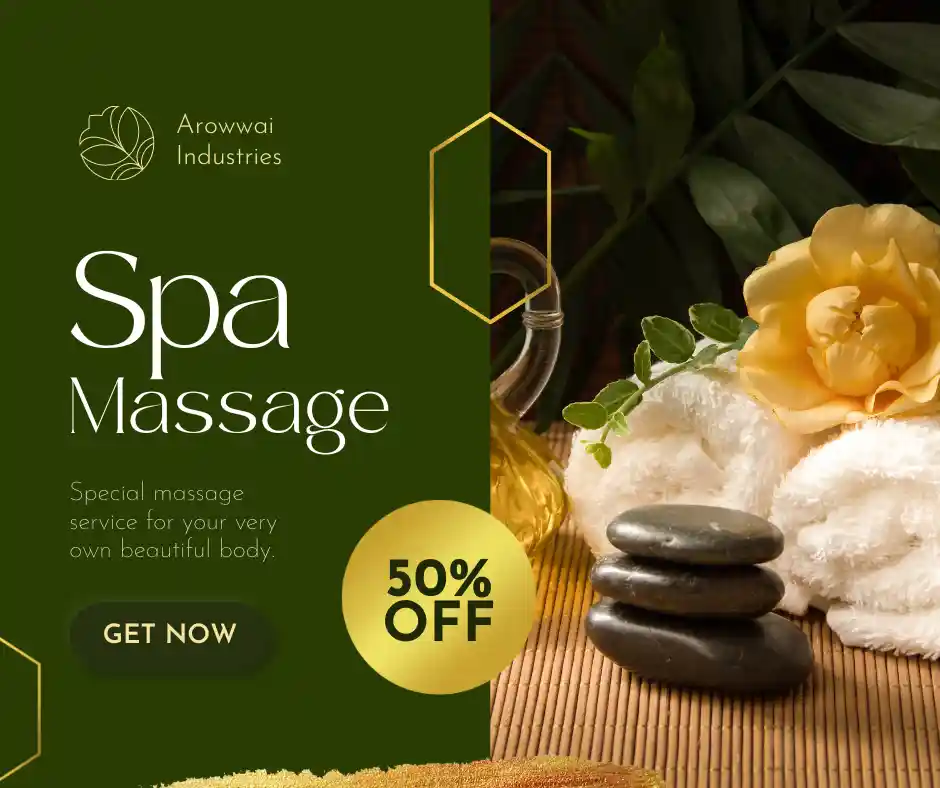 Arowwai
Industries
Spa
Massage
Special massage
service for your very
own beautiful body.
GET NOW
50%
OFF